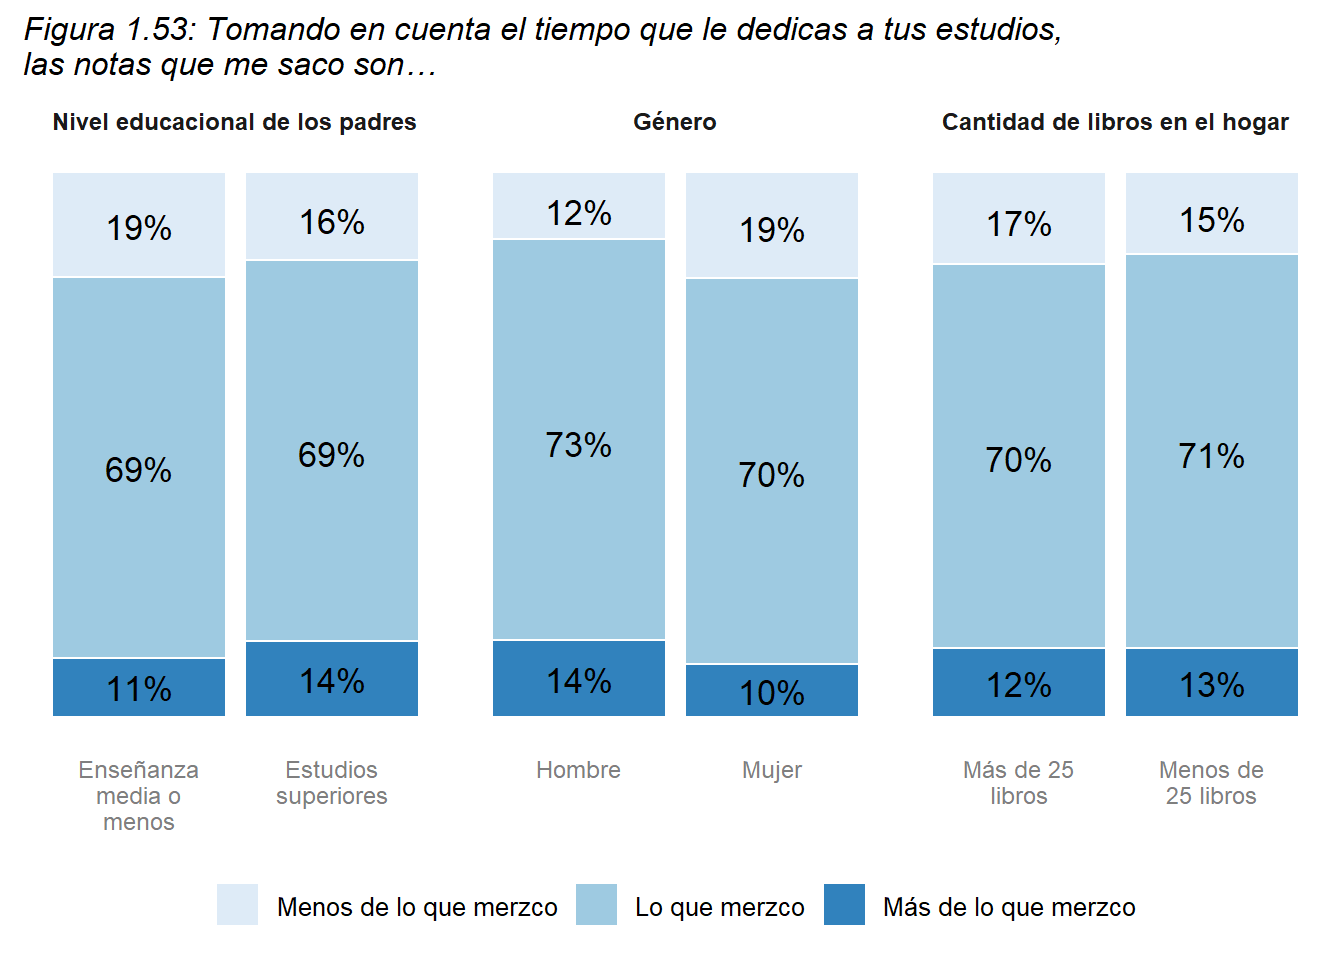 Figura 1.53: Tomando en cuenta el tiempo que le dedicas a tus estudios,
las notas que me saco son…
Nivel educacional de los padres
19%
16%
69%
69%
11%
14%
Enseñanza
media o
menos
Estudios
superiores
Género
12%
19%
73%
70%
14%
10%
Hombre
Mujer
Cantidad de libros en el hogar
17%
15%
70%
71%
12%
13%
Más de 25
libros
Menos de
25 libros
Menos de lo que merzco
Lo que merzco
Más de lo que merzco